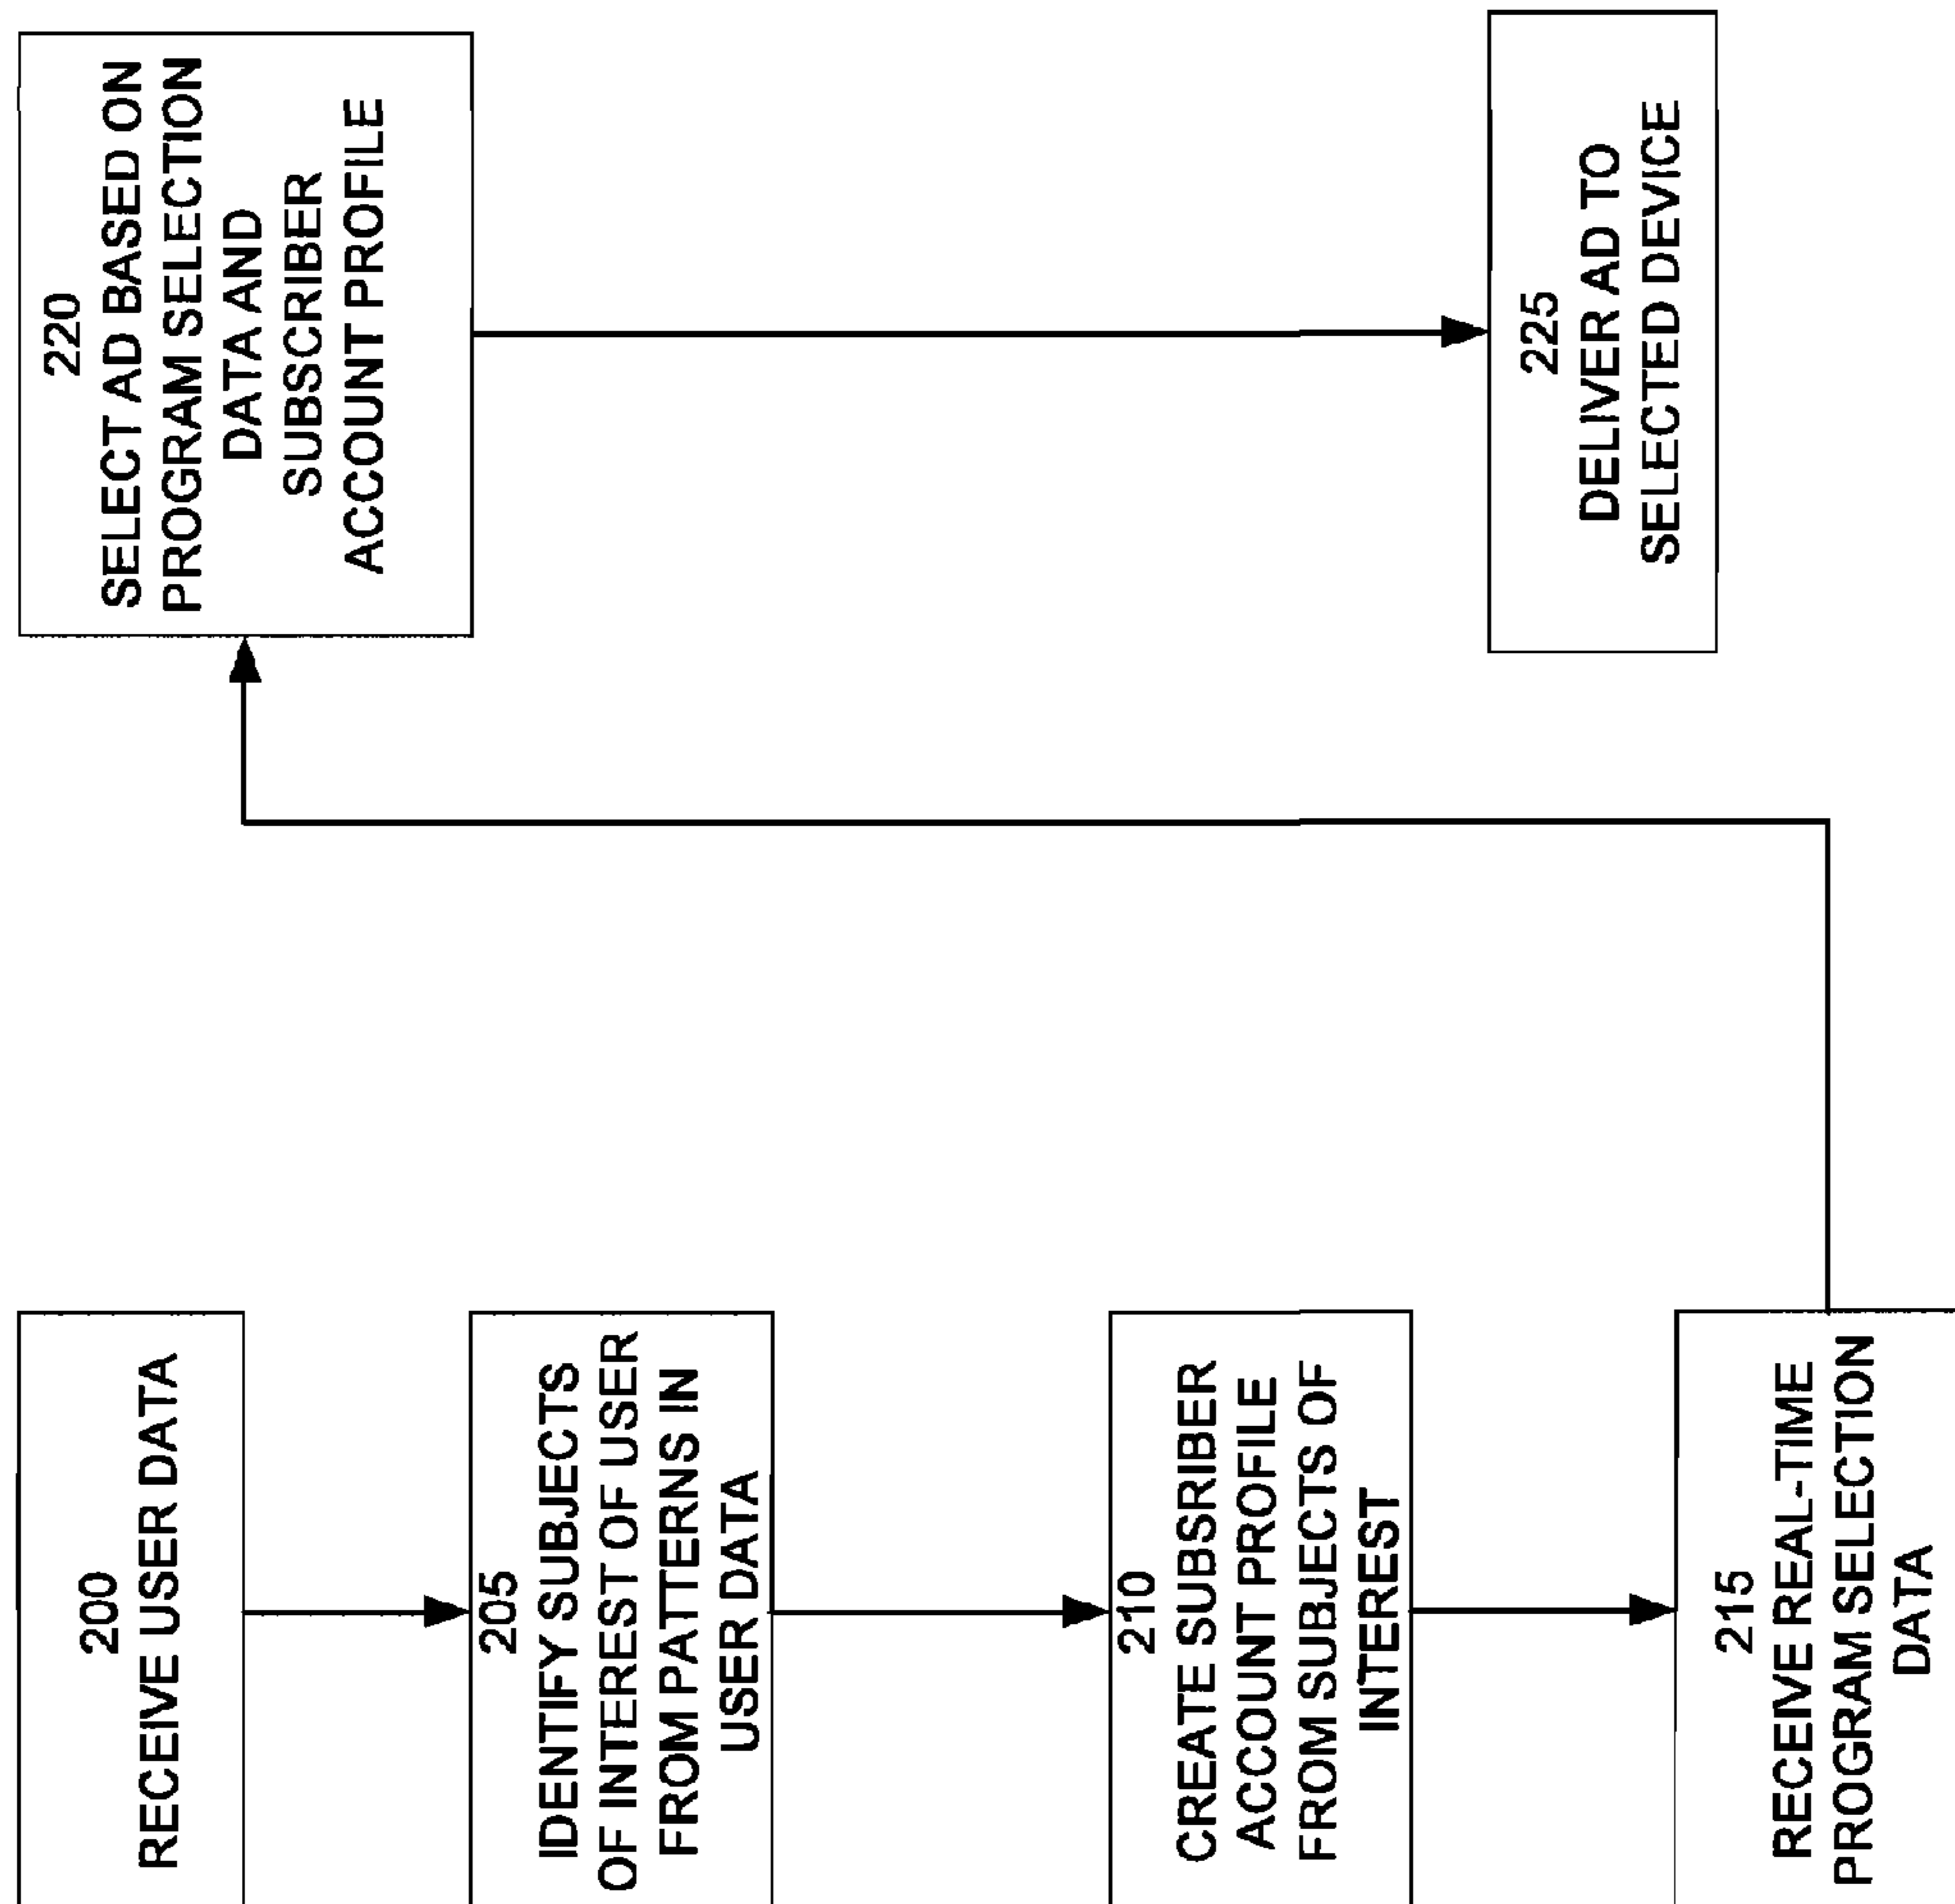 200
RECEIVE USER DATA
205
IDENTIFY SUBJECTS
OF INTEREST OF USER
FROM PATTERNS IN
USER DATA
210
CREATE SUBSRIBER
ACCOUNT PROFILE
FROM SUBJECTS OF
INTEREST
215
RECEIVE REAL-TIME
PROGRAM SELECTION
DATA
220
SELECT AD BASED ON
PROGRAM SELECTION
DATA AND
SUBSCRIBER
ACCOUNT PROFILE
225
DELIVER AD TO
SELECTED DEVICE